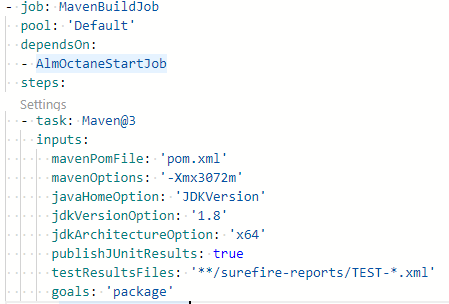 - job: MavenBuildJob
  pool: 'Default'
  dependsOn:
  - AlmOctaneStartJob
  steps:
  Settings
  - task: Maven@3
    inputs:
      mavenPomFile: 'pom.xml'
      mavenOptions: '-Xmx3072m'
      javaHomeOption: 'JDKVersion'
      jdkVersionOption: '1.8'
      jdkArchitectureOption: 'x64'
      publishJUnitResults: true
      testResultsFiles: '**/surefire-reports/TEST-*.xml'
      goals: 'package'